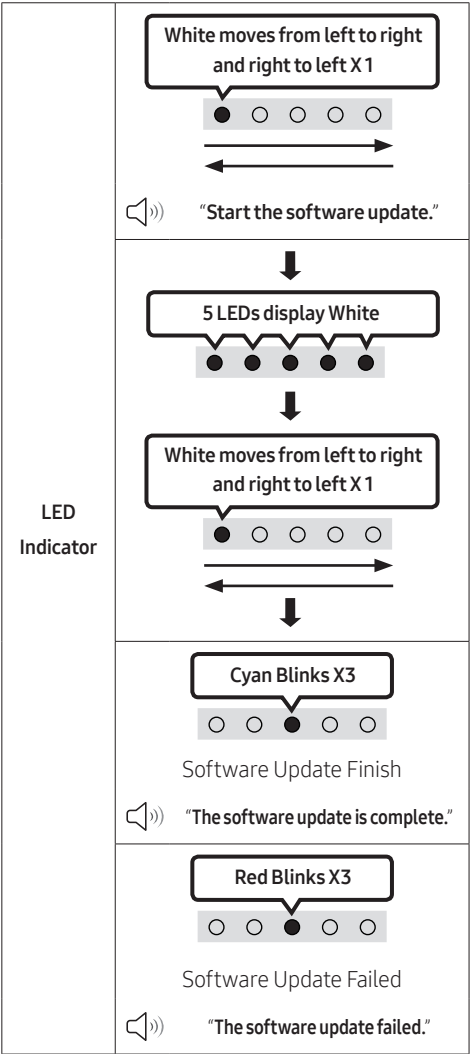 White moves from left to right
and right to left X 1
“Start the software update.”
5 LEDs display White
White moves from left to right
and right to left X 1
LED
Indicator
Cyan Blinks X3
Software Update Finish
“The software update is complete.”
Red Blinks X3
Software Update Failed
“The software update failed.”